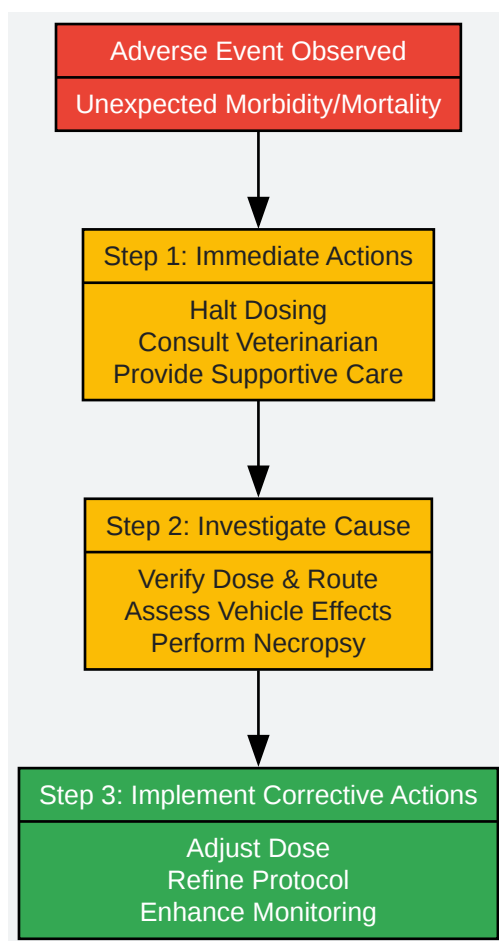 Adverse Event Observed
Unexpected Morbidity/Mortality
Step 1: Immediate Actions
Halt Dosing
Consult Veterinarian
Provide Supportive Care
Step 2: Investigate Cause
Verify Dose & Route
Assess Vehicle Effects
Perform Necropsy
Step 3: Implement Corrective Actions
Adjust Dose
Refine Protocol
Enhance Monitoring